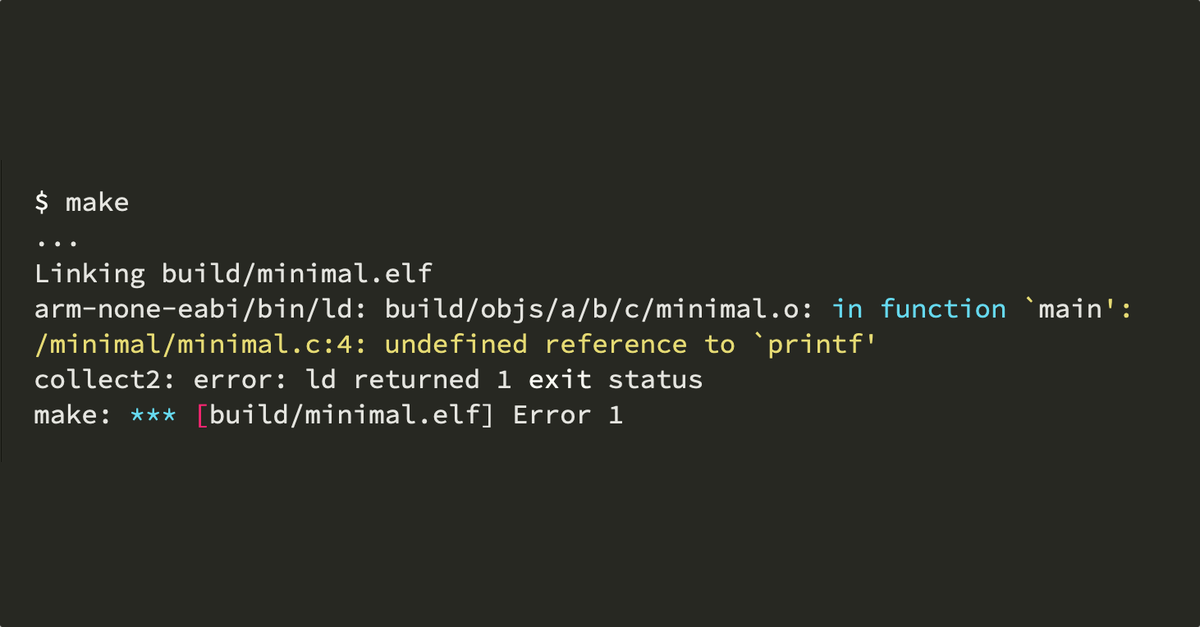 $ make
...
Linking build/minimal.elf
arm-none-eabi/bin/ld: build/objs/a/b/c/minimal.o: in function `main':
/minimal/minimal.c:4: undefined reference to `printf'
collect2: error: ld returned 1 exit status
make: *** [build/minimal.elf] Error 1